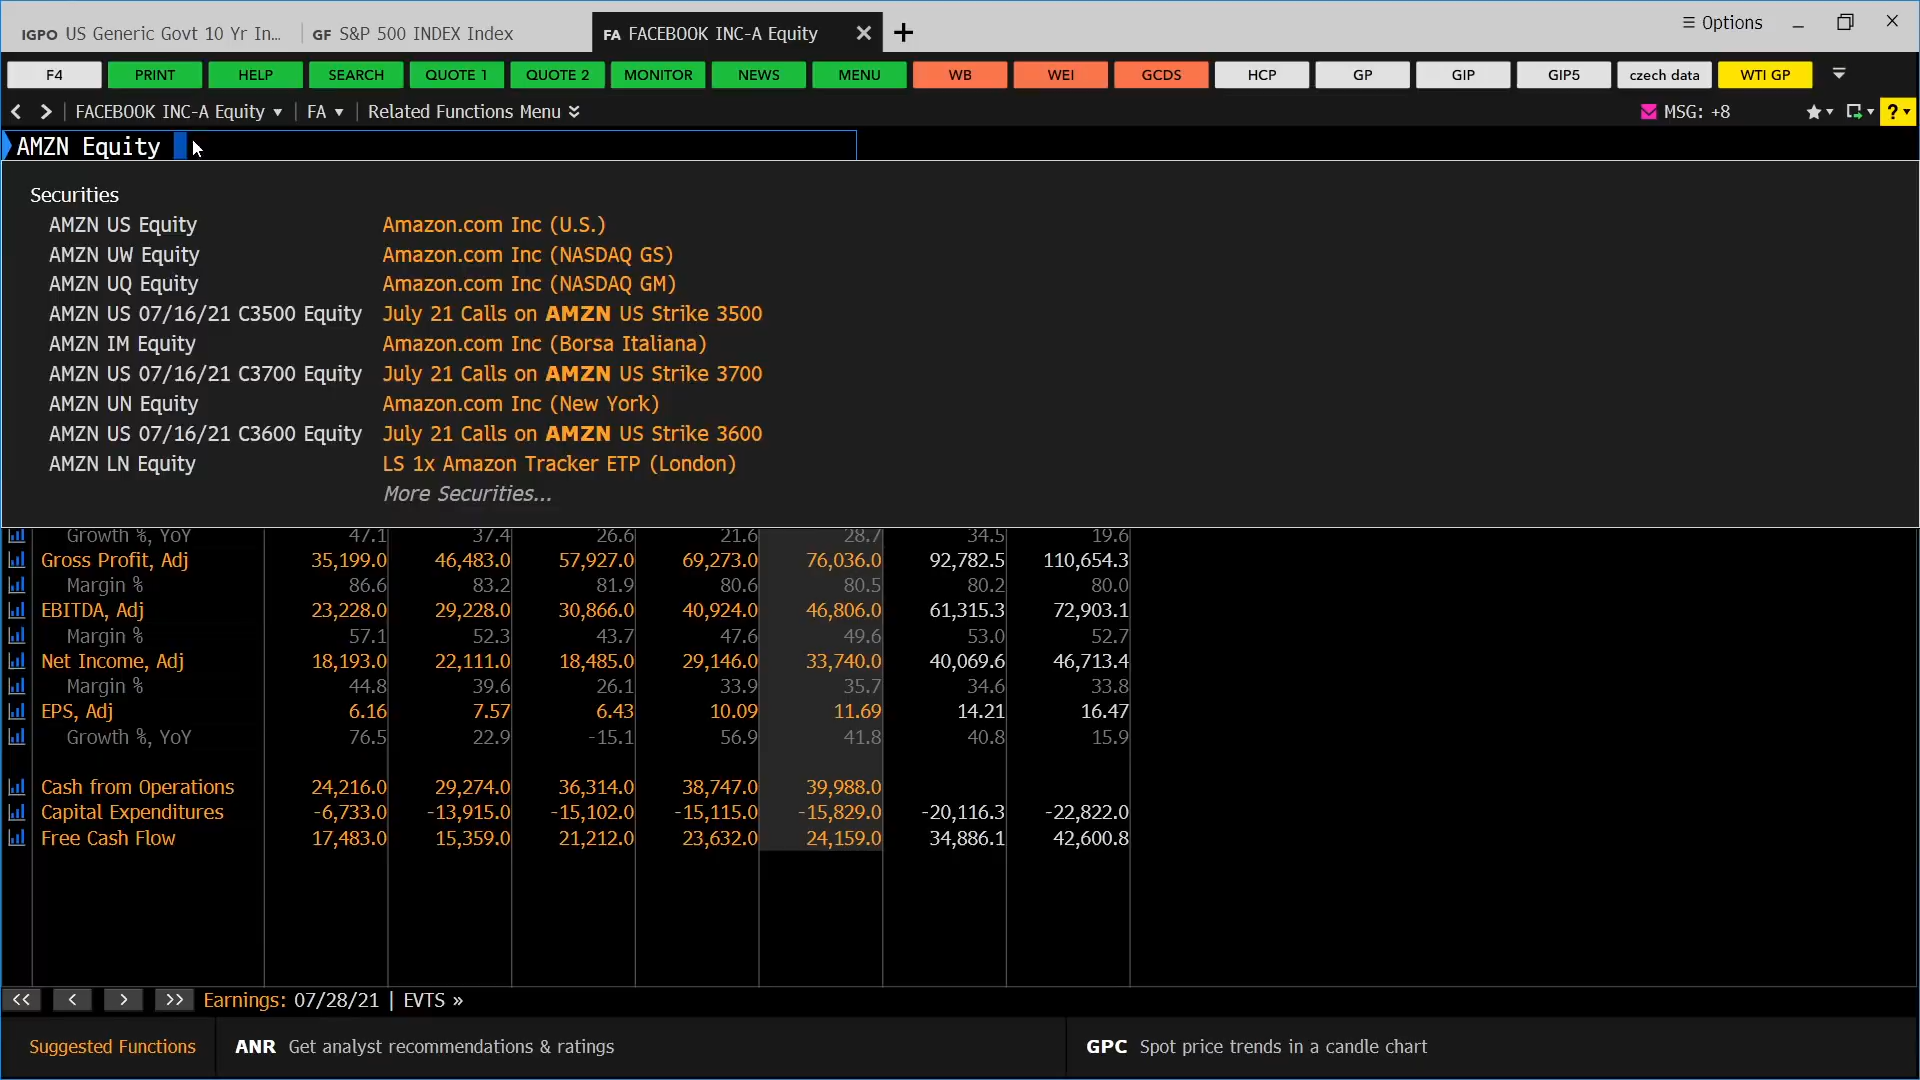 IGPO US Generic Govt 10 Yr In... GF S&P 500 INDEX Index FA FACEBOOK INC-A Equity Options
F4 PRINT HELP SEARCH QUOTE 1 QUOTE 2 MONITOR NEWS MENU WB WEI GCDS HCP GP GIP GIP5 czech data WTI GP
FACEBOOK INC-A Equity FA Related Functions Menu MSG: +8 ?
AMZN Equity
Securities
AMZN US Equity Amazon.com Inc (U.S.)
AMZN UW Equity Amazon.com Inc (NASDAQ GS)
AMZN UQ Equity Amazon.com Inc (NASDAQ GM)
AMZN US 07/16/21 C3500 Equity July 21 Calls on AMZN US Strike 3500
AMZN IM Equity Amazon.com Inc (Borsa Italiana)
AMZN US 07/16/21 C3700 Equity July 21 Calls on AMZN US Strike 3700
AMZN UN Equity Amazon.com Inc (New York)
AMZN US 07/16/21 C3600 Equity July 21 Calls on AMZN US Strike 3600
AMZN LN Equity LS 1x Amazon Tracker ETP (London)
More Securities...
Growth %, YoY 47.1 37.4 26.6 21.6 28.7 34.5 19.6
Gross Profit, Adj 35,199.0 46,483.0 57,927.0 69,273.0 76,036.0 92,782.5 110,654.3
Margin % 86.6 83.2 81.9 80.6 80.5 80.2 80.0
EBITDA, Adj 23,228.0 29,228.0 30,866.0 40,924.0 46,806.0 61,315.3 72,903.1
Margin % 57.1 52.3 43.7 47.6 49.6 53.0 52.7
Net Income, Adj 18,193.0 22,111.0 18,485.0 29,146.0 33,740.0 40,069.6 46,713.4
Margin % 44.8 39.6 26.1 33.9 35.7 34.6 33.8
EPS, Adj 6.16 7.57 6.43 10.09 11.69 14.21 16.47
Growth %, YoY 76.5 22.9 -15.1 56.9 41.8 40.8 15.9
Cash from Operations 24,216.0 29,274.0 36,314.0 38,747.0 39,988.0
Capital Expenditures -6,733.0 -13,915.0 -15,102.0 -15,115.0 -15,829.0 -20,116.3 -22,822.0
Free Cash Flow 17,483.0 15,359.0 21,212.0 23,632.0 24,159.0 34,886.1 42,600.8
<< < > >> Earnings: 07/28/21 | EVTS »
Suggested Functions ANR Get analyst recommendations & ratings GPC Spot price trends in a candle chart